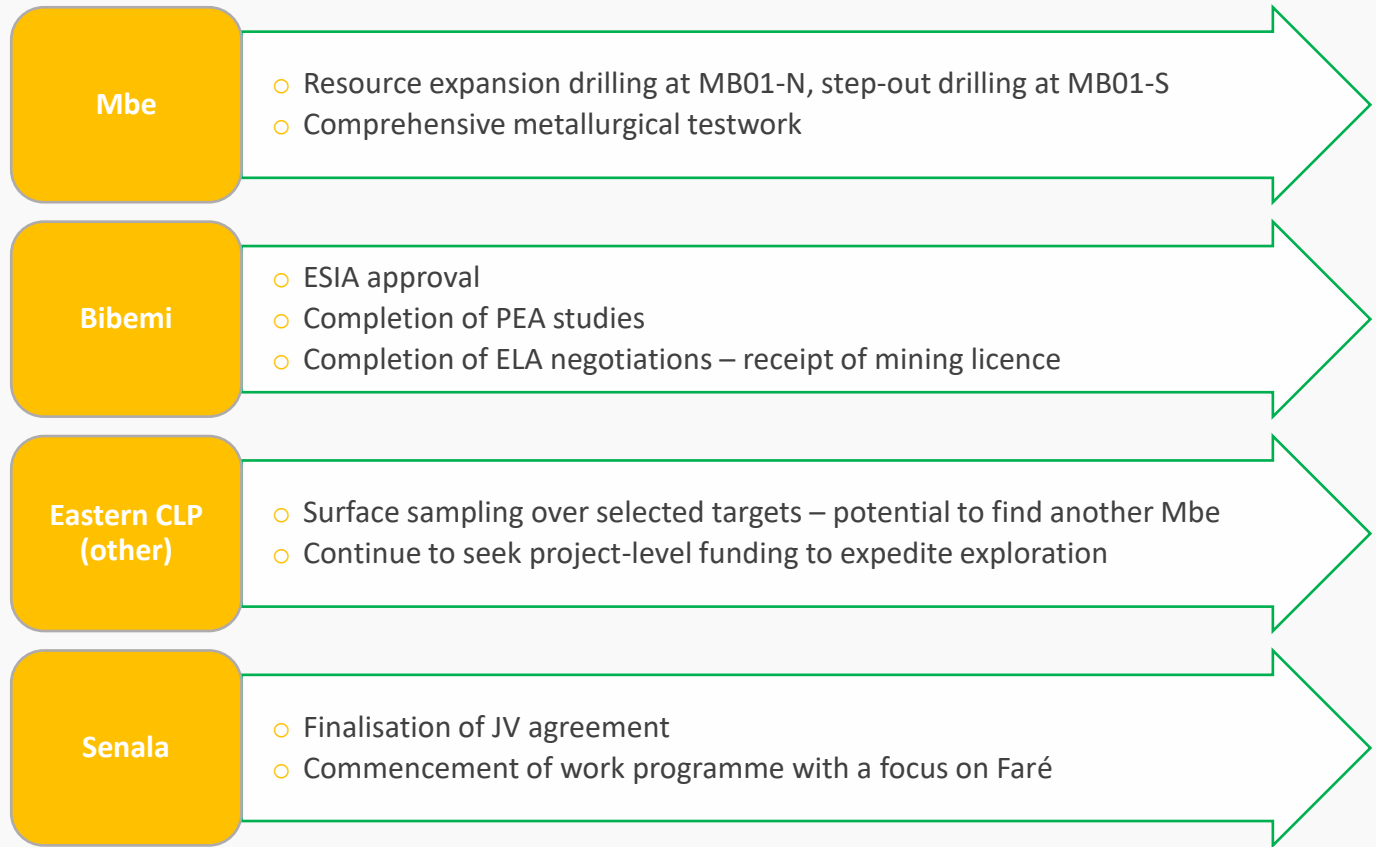 Mbe
o Resource expansion drilling at MB01-N, step-out drilling at MB01-S
o Comprehensive metallurgical testwork
Bibemi
o ESIA approval
o Completion of PEA studies
o Completion of ELA negotiations – receipt of mining licence
Eastern CLP
(other)
o Surface sampling over selected targets – potential to find another Mbe
o Continue to seek project-level funding to expedite exploration
Senala
o Finalisation of JV agreement
o Commencement of work programme with a focus on Faré